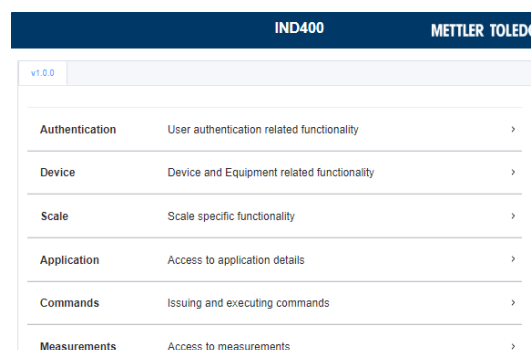 IND400 METTLER TOLEDO
v1.0.0
Authentication User authentication related functionality
Device Device and Equipment related functionality
Scale Scale specific functionality
Application Access to application details
Commands Issuing and executing commands
Measurements Access to measurements